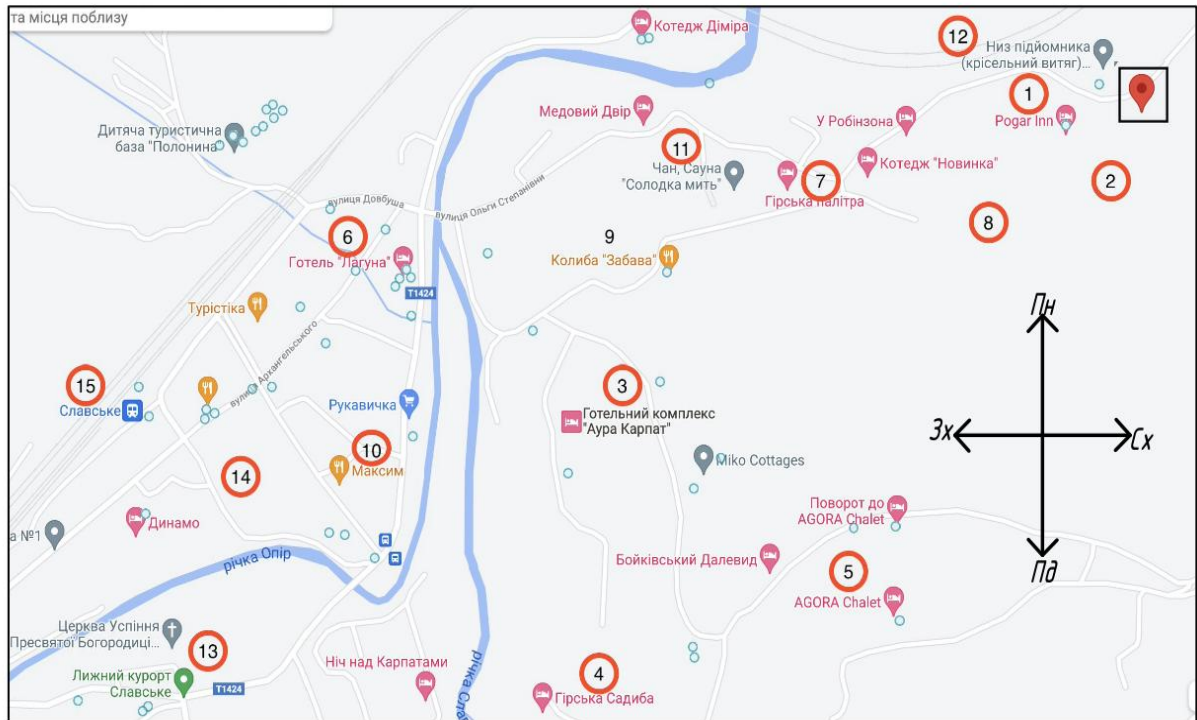 та місця поблизу
Котедж Діміра
12
Низ підйомника
(крісельний витяг)...
1
Медовий Двір
У Робінзона
Pogar Inn
Дитяча туристична
база "Полонина"
11
Чан, Сауна
"Солодка мить"
7
Котедж "Новинка"
2
вулиця Довбуша
вулиця Ольги Степанівни
Гірська палітра
8
6
9
Готель "Лагуна"
Колиба "Забава"
T1424
Турістіка
Пн
вулиця Архангельського
15
3
Славське
Рукавичка
Готельний комплекс
"Аура Карпат"
Зх
Сх
10
Miko Cottages
14
Максим
Поворот до
AGORA Chalet
Динамо
а №1
річка Опір
Бойківський Далевид
5
Пд
AGORA Chalet
Церква Успіння
Пресвятої Богородиці...
13
Ніч над Карпатами
4
Лижний курорт
Славське
T1424
Гірська Садиба